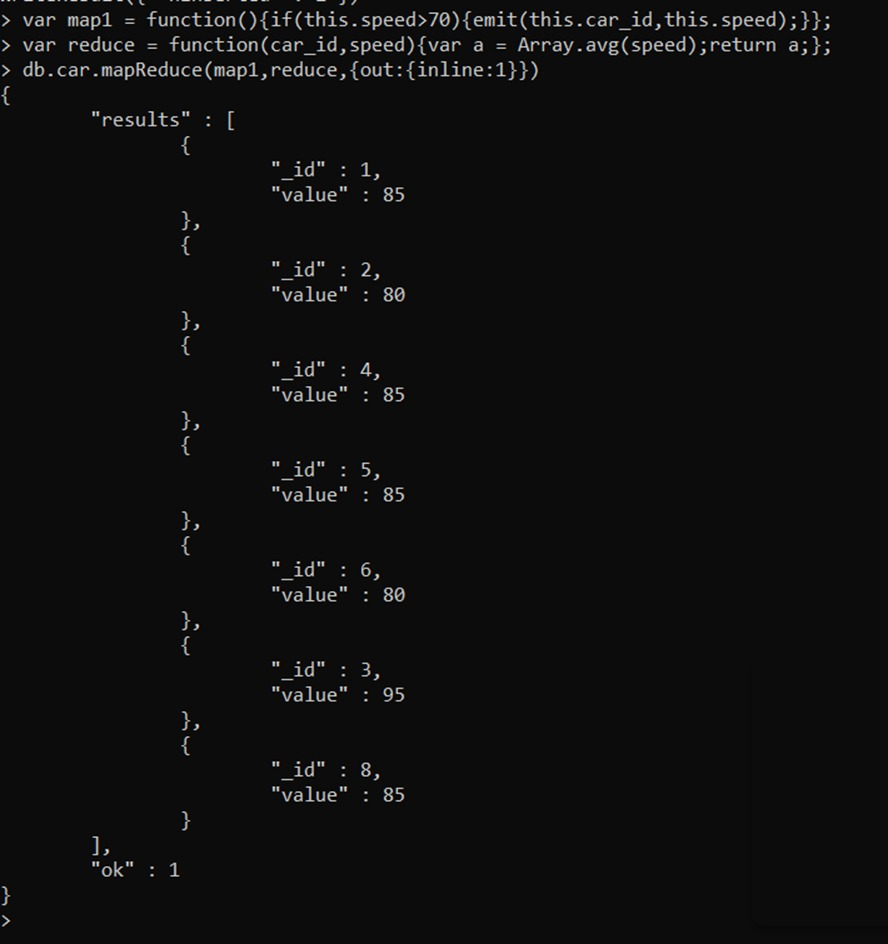 > var map1 = function(){if(this.speed>70){emit(this.car_id,this.speed);}};
> var reduce = function(car_id,speed){var a = Array.avg(speed);return a;};
> db.car.mapReduce(map1,reduce,{out:{inline:1}})
{
"results" : [
{
"_id" : 1,
"value" : 85
},
{
"_id" : 2,
"value" : 80
},
{
"_id" : 4,
"value" : 85
},
{
"_id" : 5,
"value" : 85
},
{
"_id" : 6,
"value" : 80
},
{
"_id" : 3,
"value" : 95
},
{
"_id" : 8,
"value" : 85
}
],
"ok" : 1
}
>